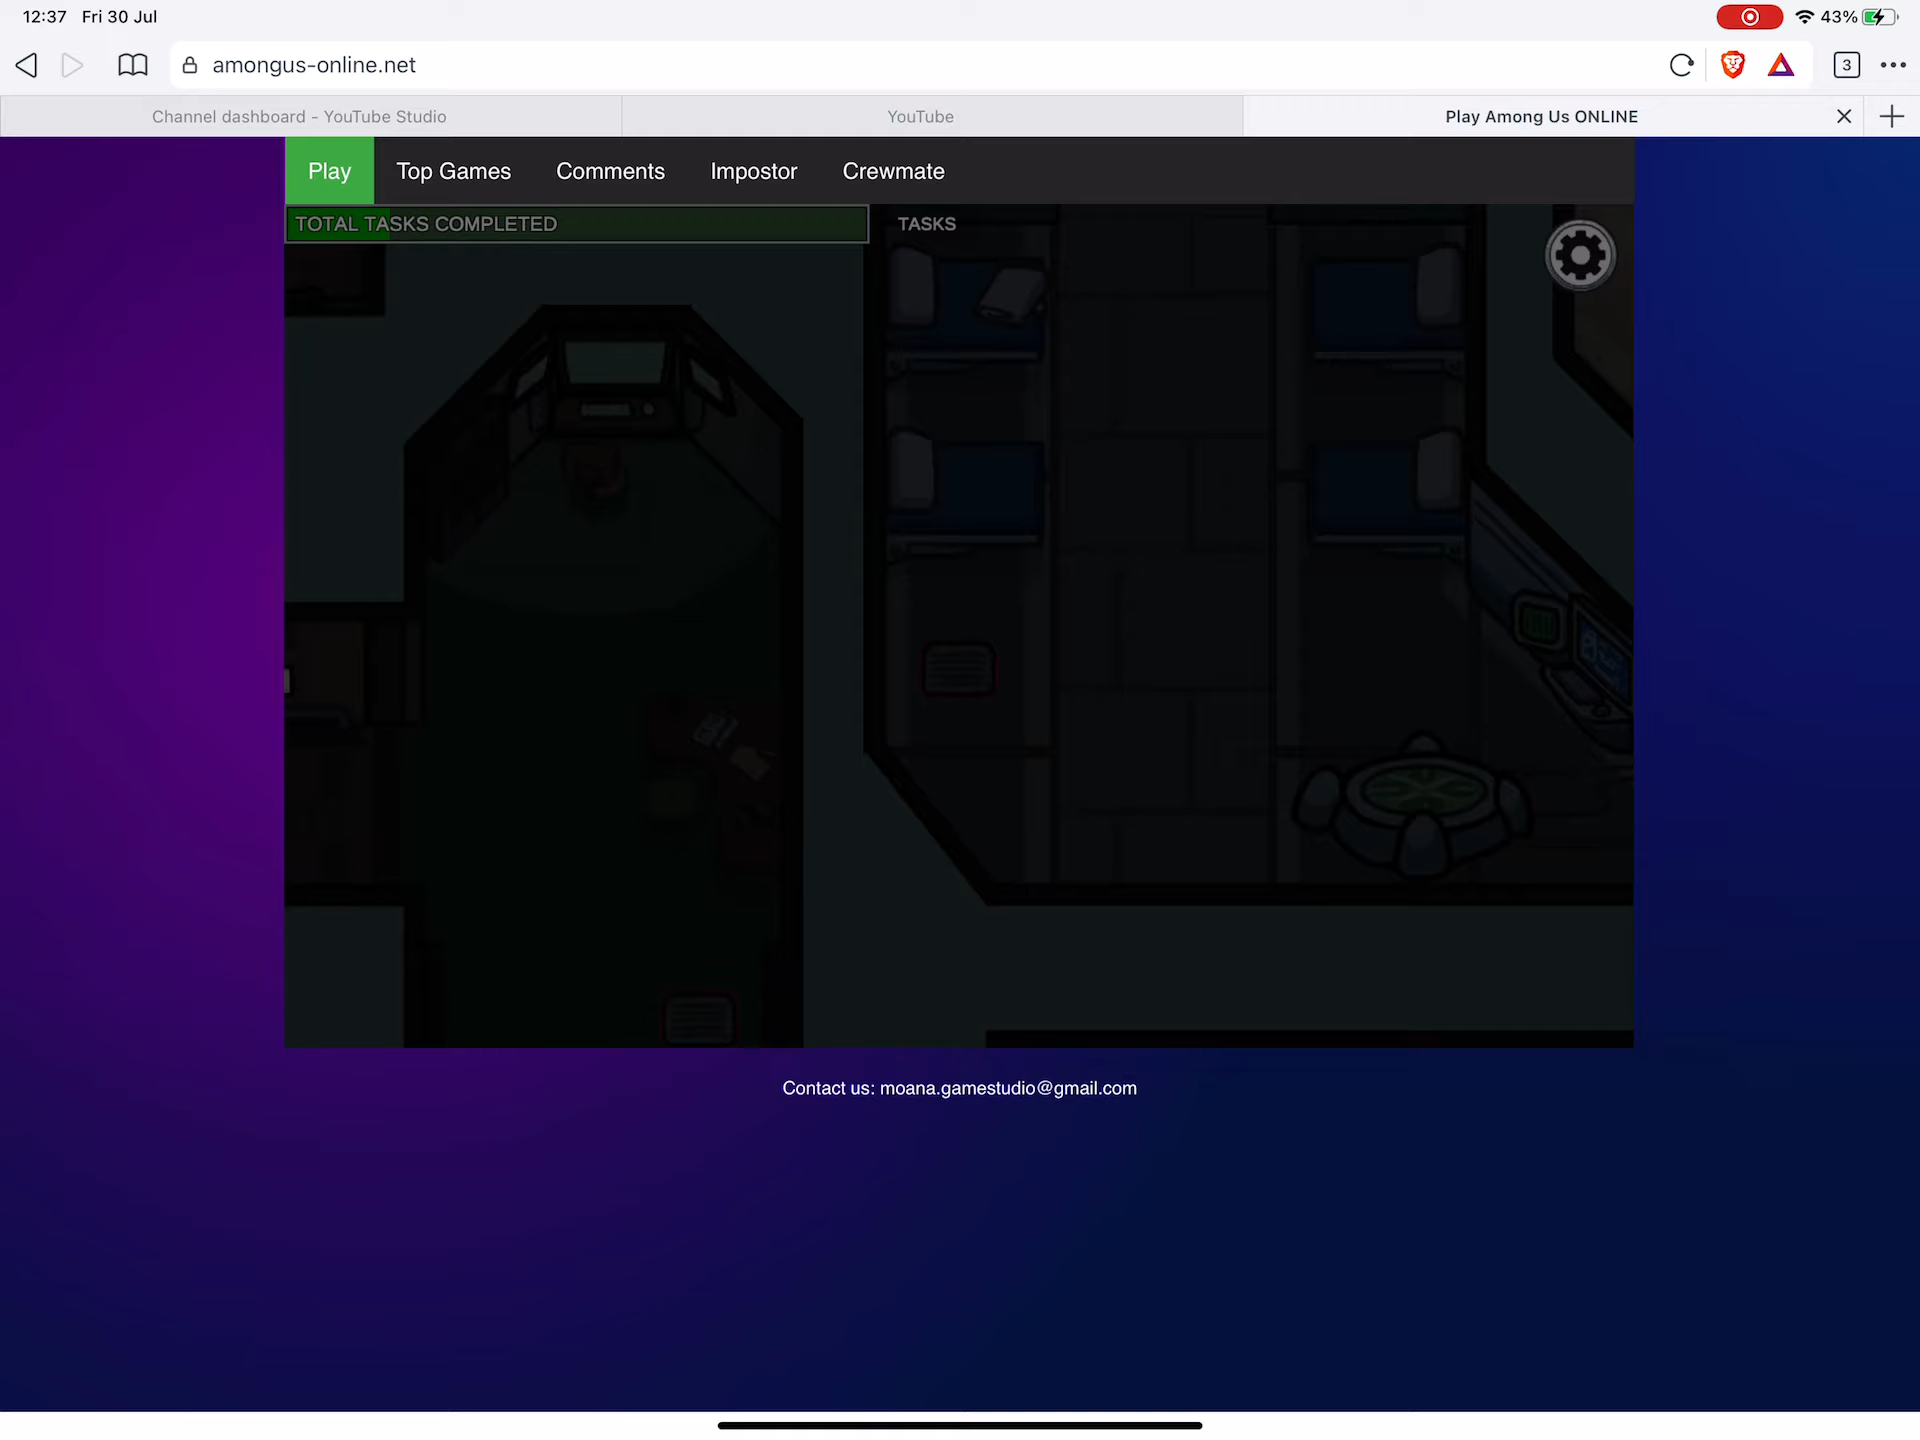 12:37 Fri 30 Jul
43%
amongus-online.net
3
Channel dashboard - YouTube Studio
YouTube
Play Among Us ONLINE
Play
Top Games
Comments
Impostor
Crewmate
TOTAL TASKS COMPLETED
TASKS
Contact us: moana.gamestudio@gmail.com